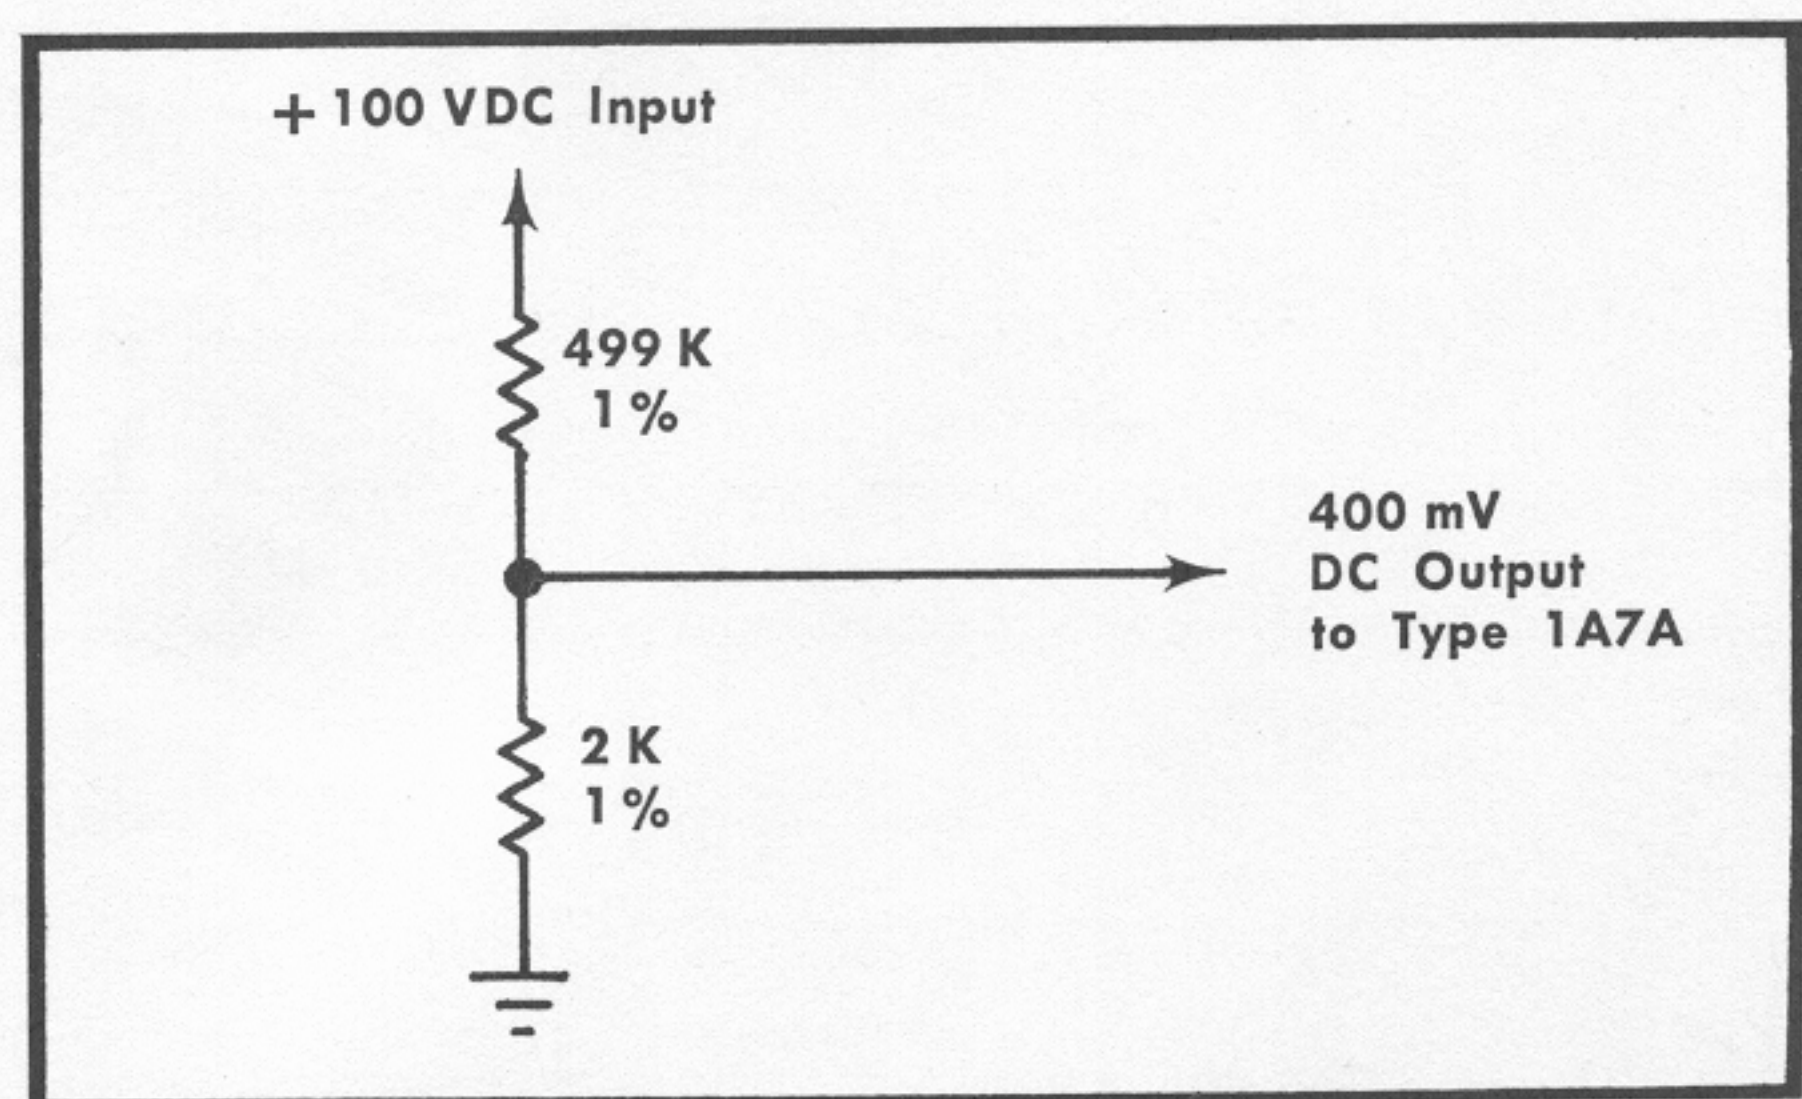 + 100 VDC Input
499 K
1%
400 mV
DC Output
to Type 1A7A
2 K
1%